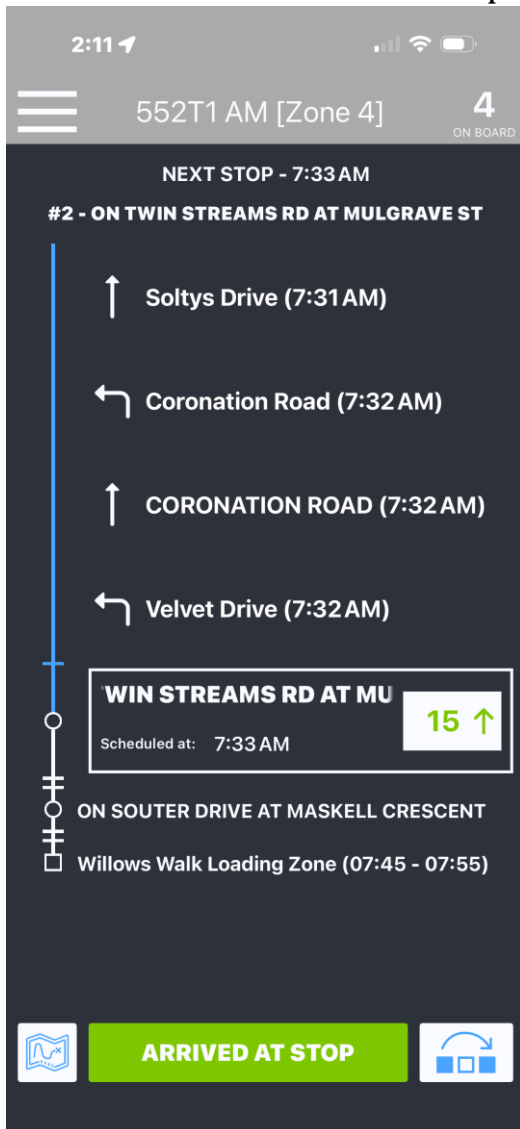 2:11
552T1 AM [Zone 4]
4
ON BOARD
NEXT STOP - 7:33 AM
#2 - ON TWIN STREAMS RD AT MULGRAVE ST
Soltys Drive (7:31 AM)
Coronation Road (7:32 AM)
CORONATION ROAD (7:32 AM)
Velvet Drive (7:32 AM)
WIN STREAMS RD AT MU
15 ↑
Scheduled at: 7:33 AM
ON SOUTER DRIVE AT MASKELL CRESCENT
Willows Walk Loading Zone (07:45 - 07:55)
ARRIVED AT STOP